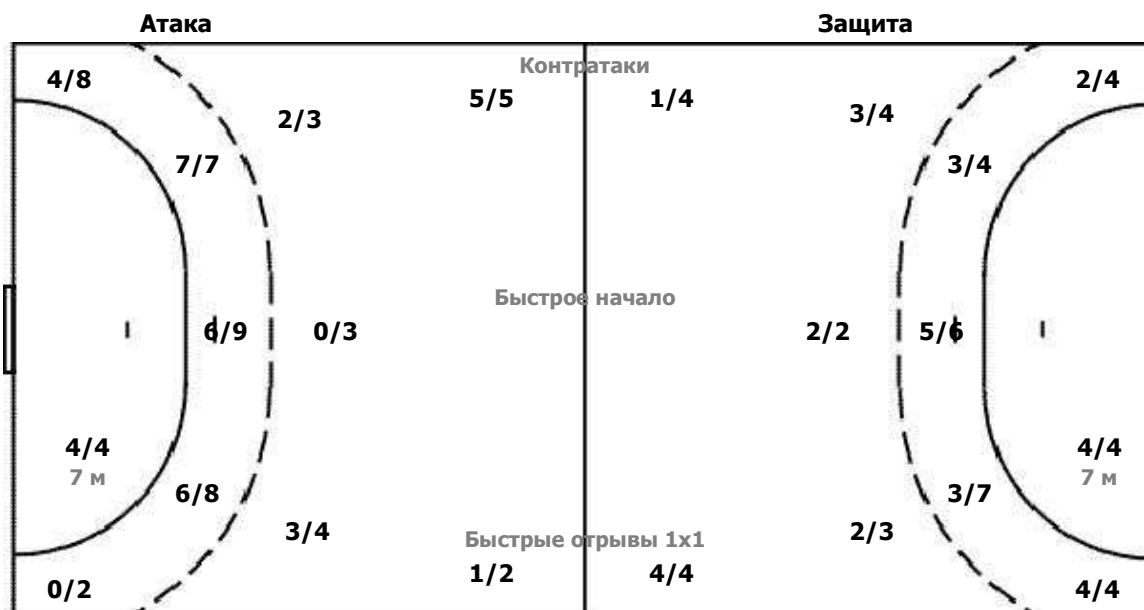 Атака Защита
Контратаки
4/8 5/5 1/4 2/4
2/3 3/4
7/7 3/4
Быстрое начало
6/9 0/3 2/2 5/6
4/4 4/4
7 м 7 м
6/8 3/7
3/4 2/3
Быстрые отрывы 1x1
1/2 4/4
0/2 4/4